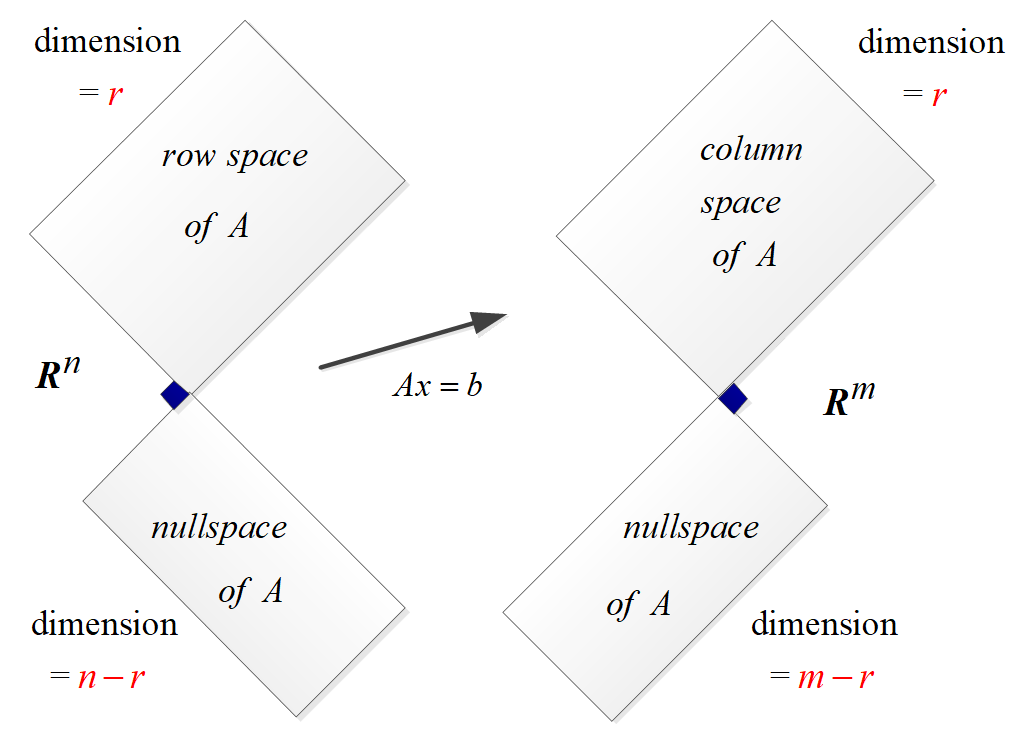 dimension
= r
row space
of A
dimension
= r
column
space
of A
R^n
Ax = b
R^m
nullspace
of A
dimension
= n − r
nullspace
of A
dimension
= m − r